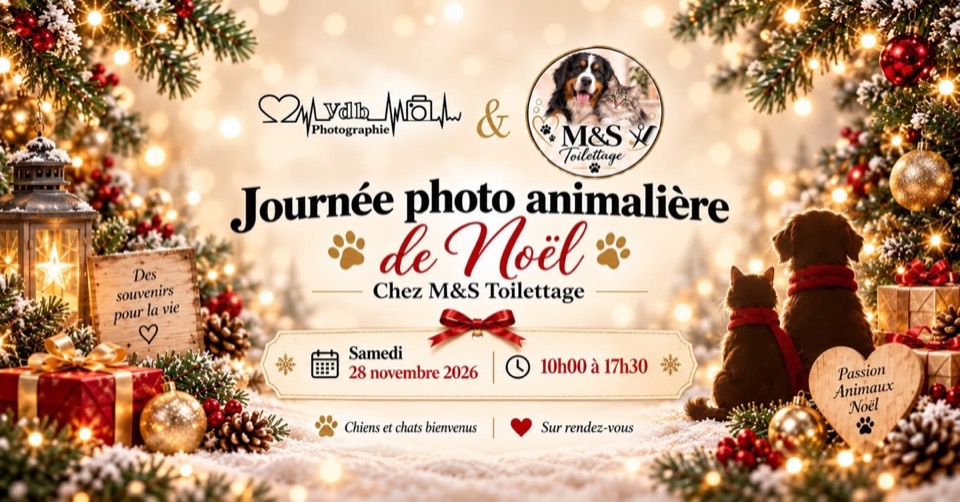 ydb
Photographie
&
M&S
Toilettage
Journée photo animalière
de Noël
Chez M&S Toilettage
Des
souvenirs
pour la vie
Samedi
28 novembre 2026
10h00 à 17h30
Chiens et chats bienvenus
Sur rendez-vous
Passion
Animaux
Noël